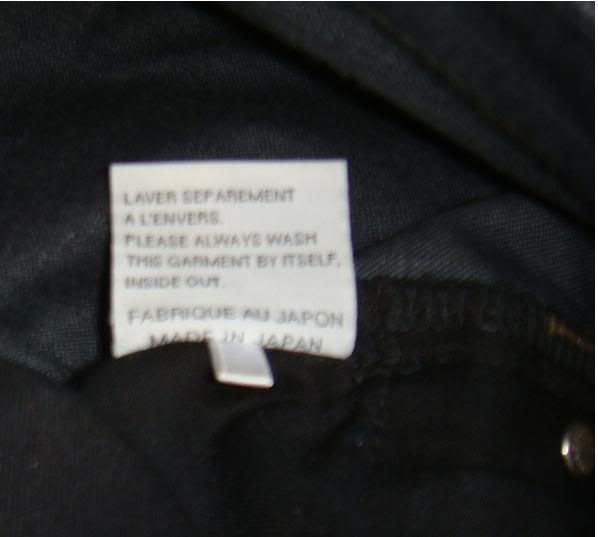 LAVER SEPAREMENT
A L'ENVERS.
PLEASE ALWAYS WASH
THIS GARMENT BY ITSELF,
INSIDE OUT.
FABRIQUE AU JAPON
MADE IN JAPAN